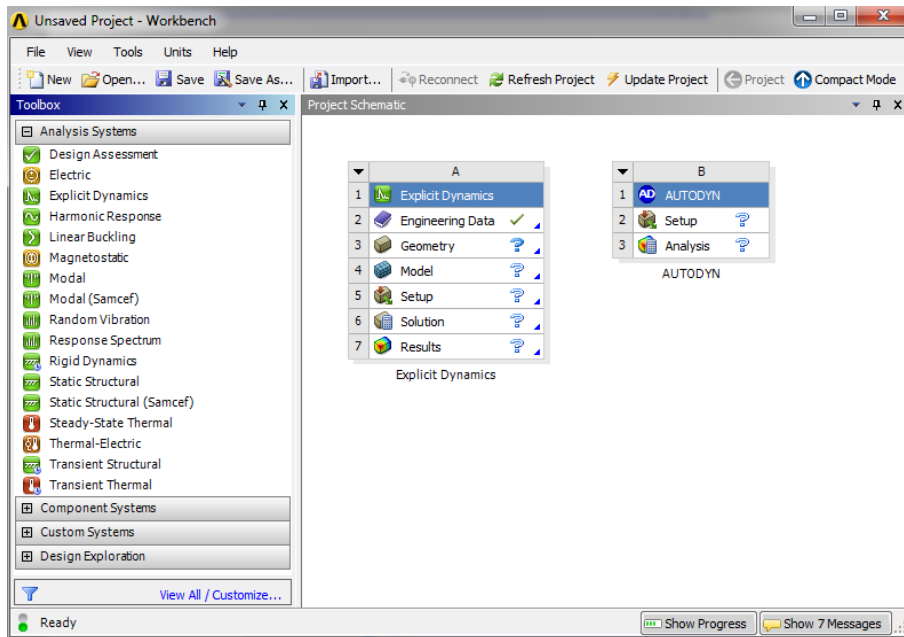 Unsaved Project - Workbench
File View Tools Units Help
New Open... Save Save As... Import... Reconnect Refresh Project Update Project Project Compact Mode
Toolbox
Analysis Systems
Design Assessment
Electric
Explicit Dynamics
Harmonic Response
Linear Buckling
Magnetostatic
Modal
Modal (Samcef)
Random Vibration
Response Spectrum
Rigid Dynamics
Static Structural
Static Structural (Samcef)
Steady-State Thermal
Thermal-Electric
Transient Structural
Transient Thermal
Component Systems
Custom Systems
Design Exploration
View All / Customize...
Project Schematic
A
1 Explicit Dynamics
2 Engineering Data
3 Geometry ?
4 Model ?
5 Setup ?
6 Solution ?
7 Results ?
Explicit Dynamics
B
1 AD AUTODYN
2 Setup ?
3 Analysis ?
AUTODYN
Ready
Show Progress Show 7 Messages